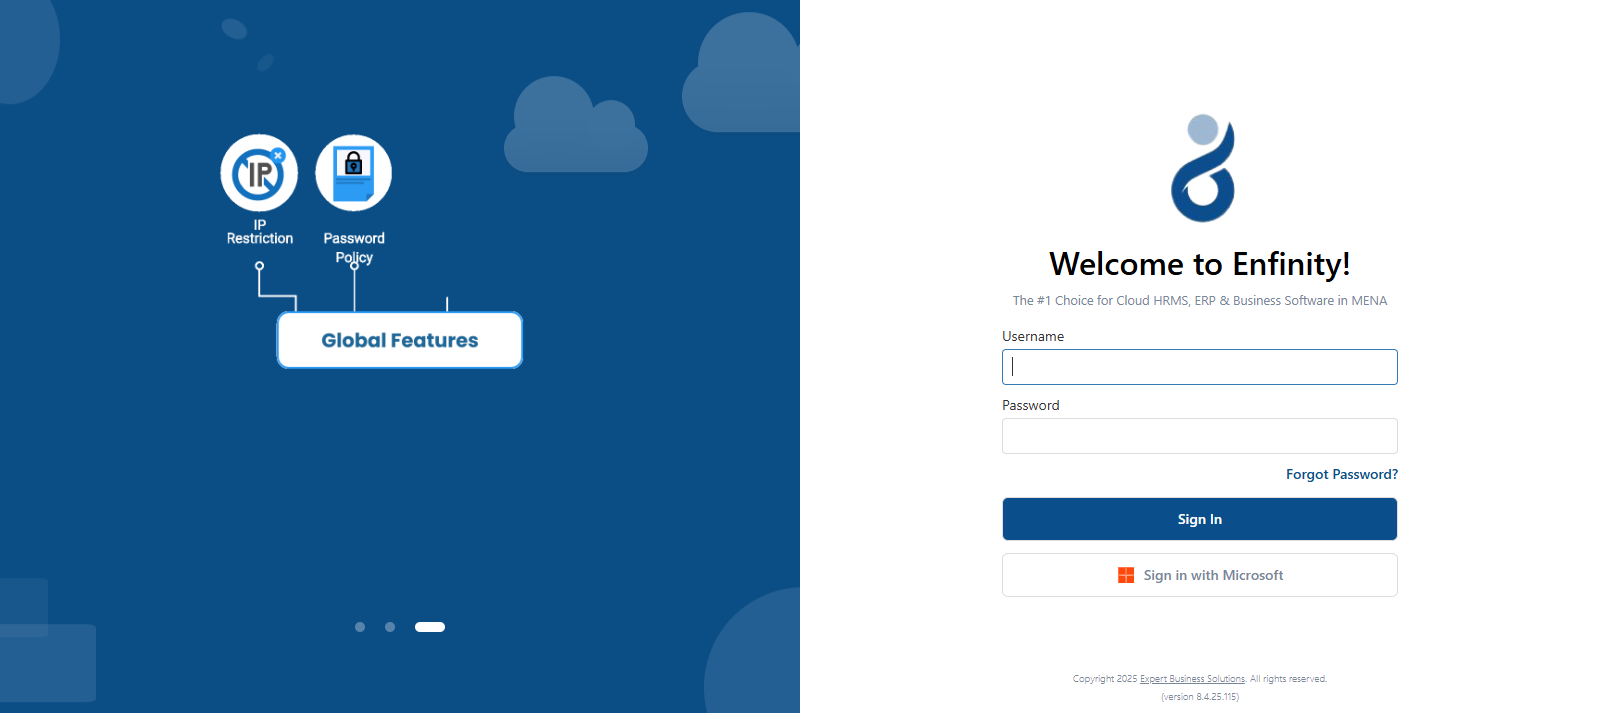 IP
IP
Restriction
Password
Policy
Global Features
Welcome to Enfinity!
The #1 Choice for Cloud HRMS, ERP & Business Software in MENA
Username
Password
Forgot Password?
Sign In
Sign in with Microsoft
Copyright 2025 Expert Business Solutions. All rights reserved.
(version 8.4.25.115)